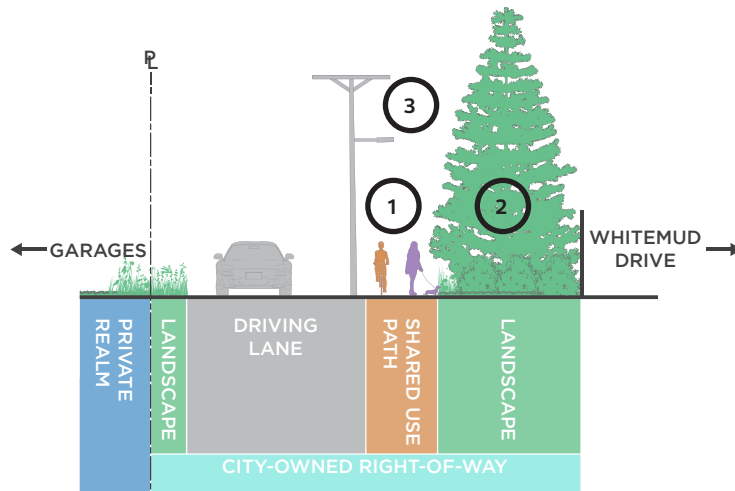 PL
3
1
2
GARAGES
WHITEMUD
DRIVE
PRIVATE
REALM
LANDSCAPE
DRIVING
LANE
SHARED USE
PATH
LANDSCAPE
CITY-OWNED RIGHT-OF-WAY